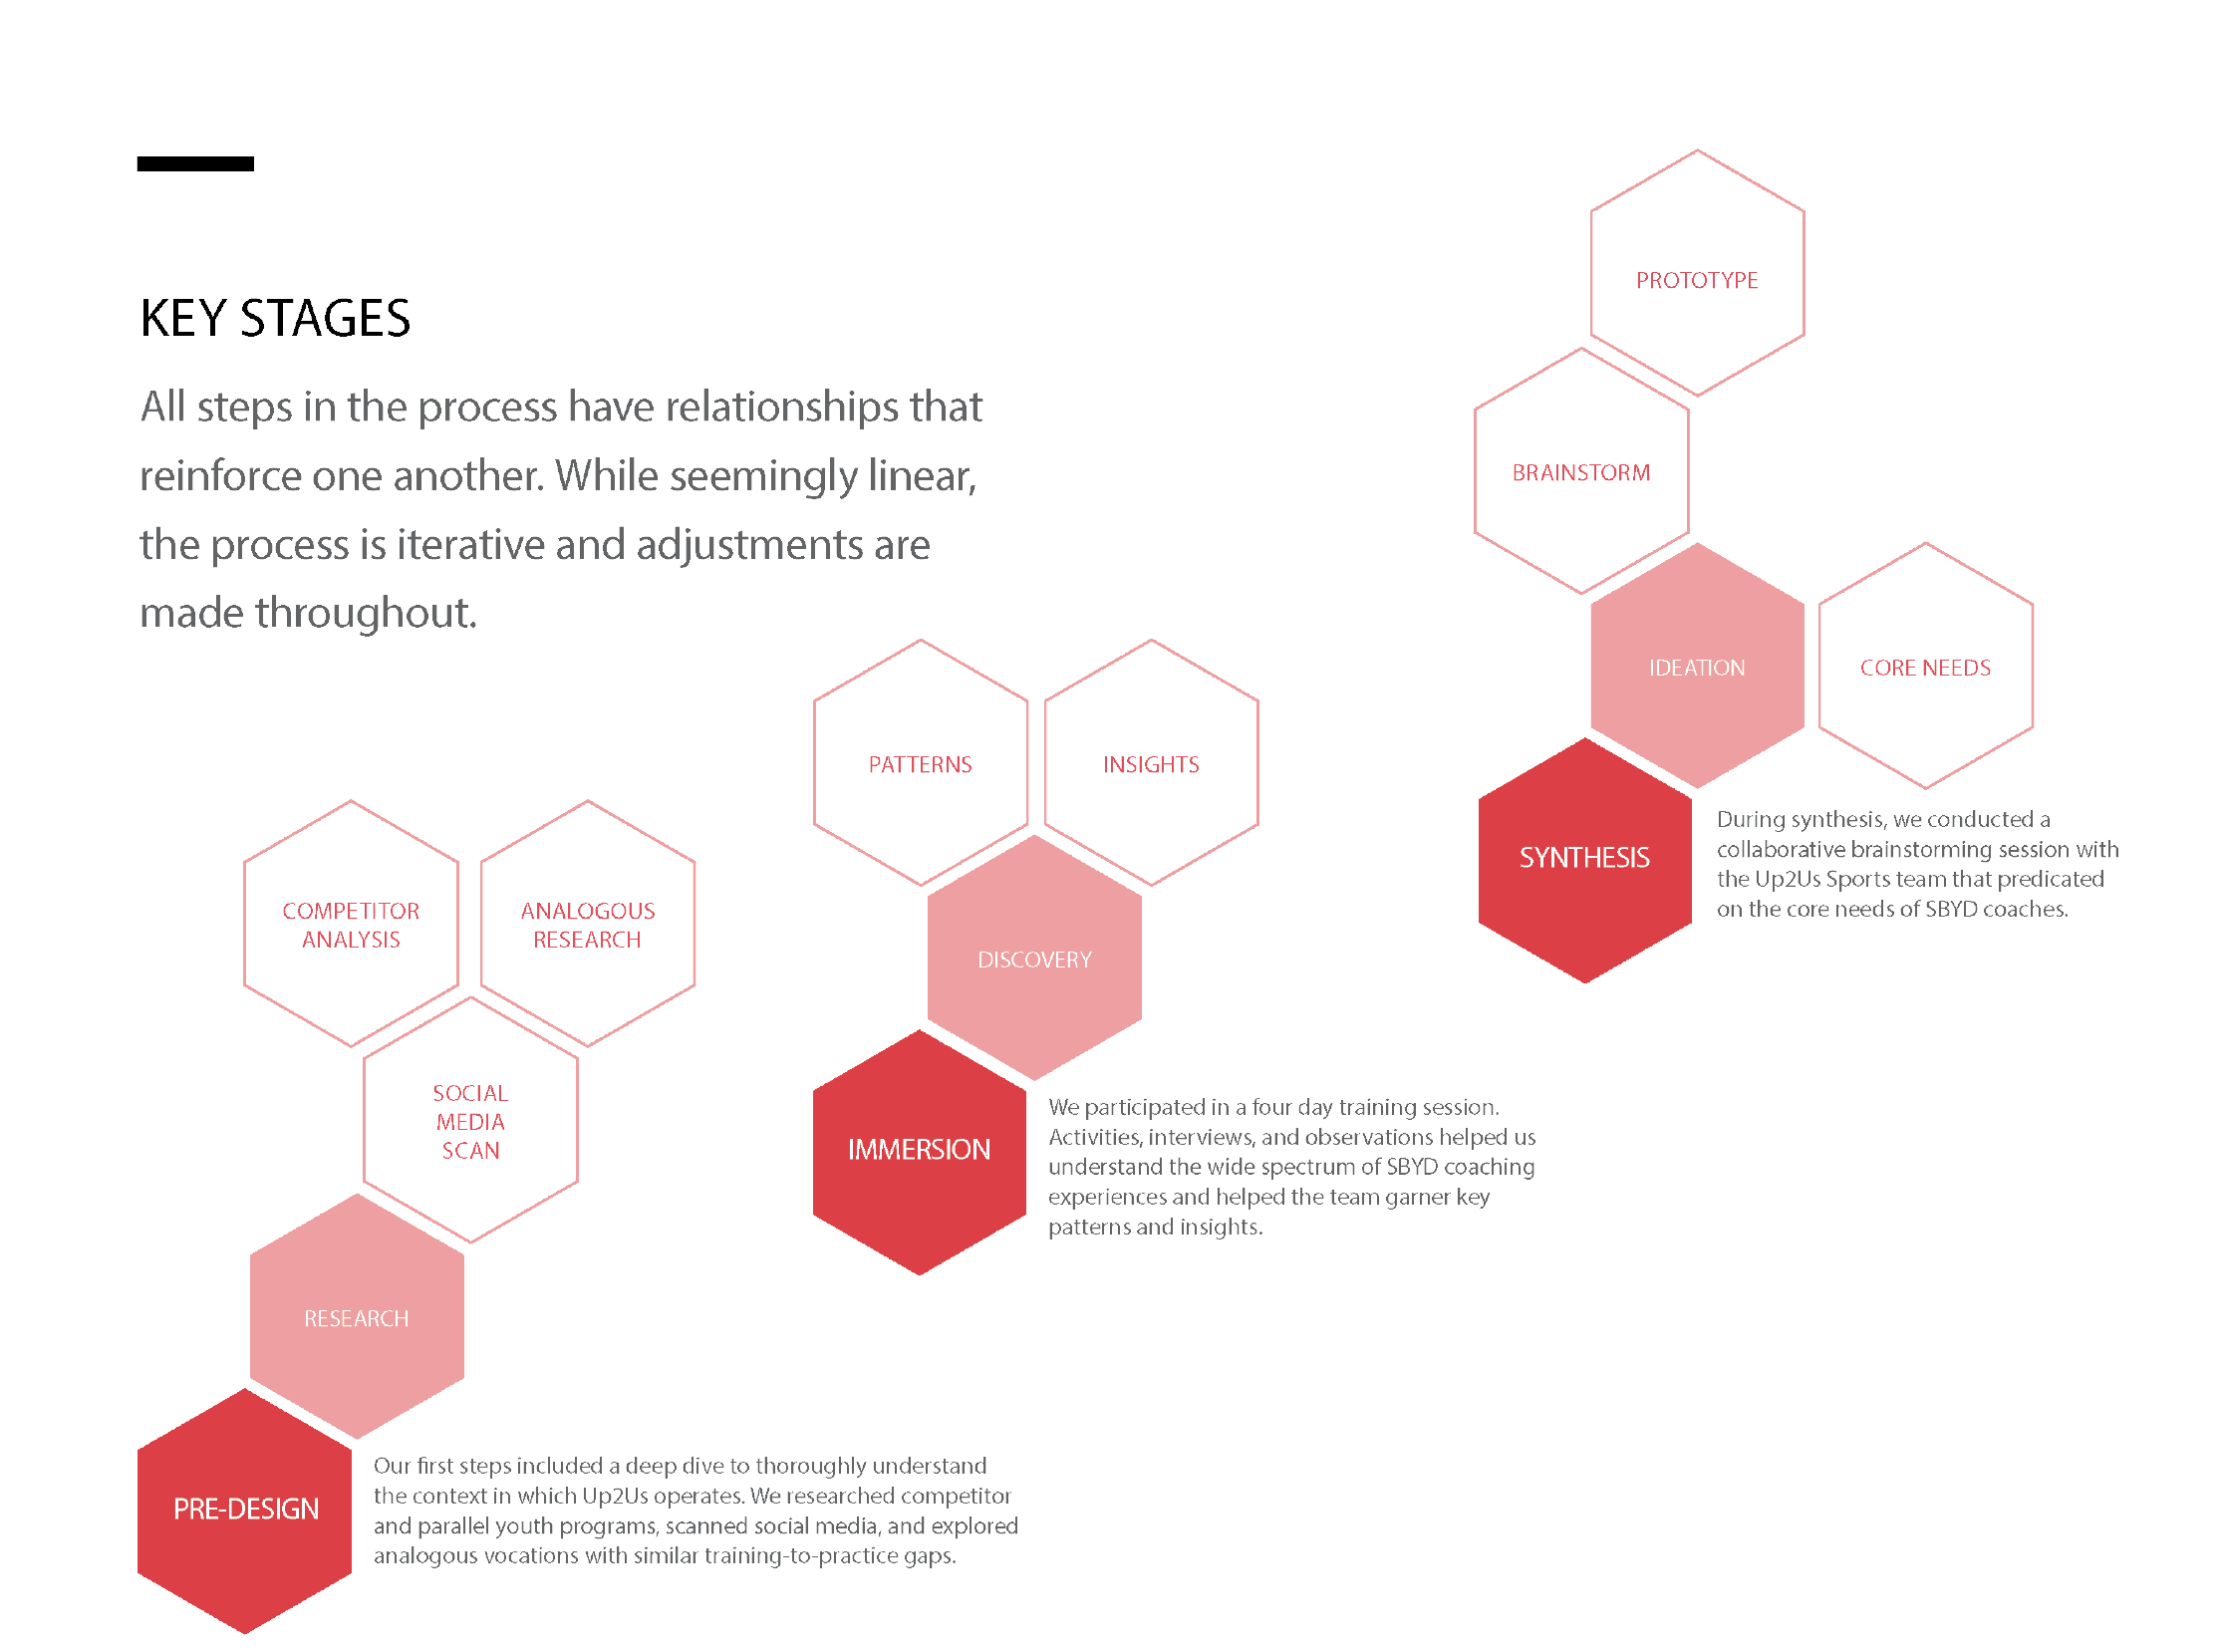 KEY STAGES
All steps in the process have relationships that
reinforce one another. While seemingly linear,
the process is iterative and adjustments are
made throughout.
COMPETITOR
ANALYSIS
ANALOGOUS
RESEARCH
SOCIAL
MEDIA
SCAN
RESEARCH
PRE-DESIGN
Our first steps included a deep dive to thoroughly understand
the context in which Up2Us operates. We researched competitor
and parallel youth programs, scanned social media, and explored
analogous vocations with similar training-to-practice gaps.
PATTERNS
INSIGHTS
DISCOVERY
IMMERSION
We participated in a four day training session.
Activities, interviews, and observations helped us
understand the wide spectrum of SBYD coaching
experiences and helped the team garner key
patterns and insights.
PROTOTYPE
BRAINSTORM
IDEATION
CORE NEEDS
SYNTHESIS
During synthesis, we conducted a
collaborative brainstorming session with
the Up2Us Sports team that predicated
on the core needs of SBYD coaches.